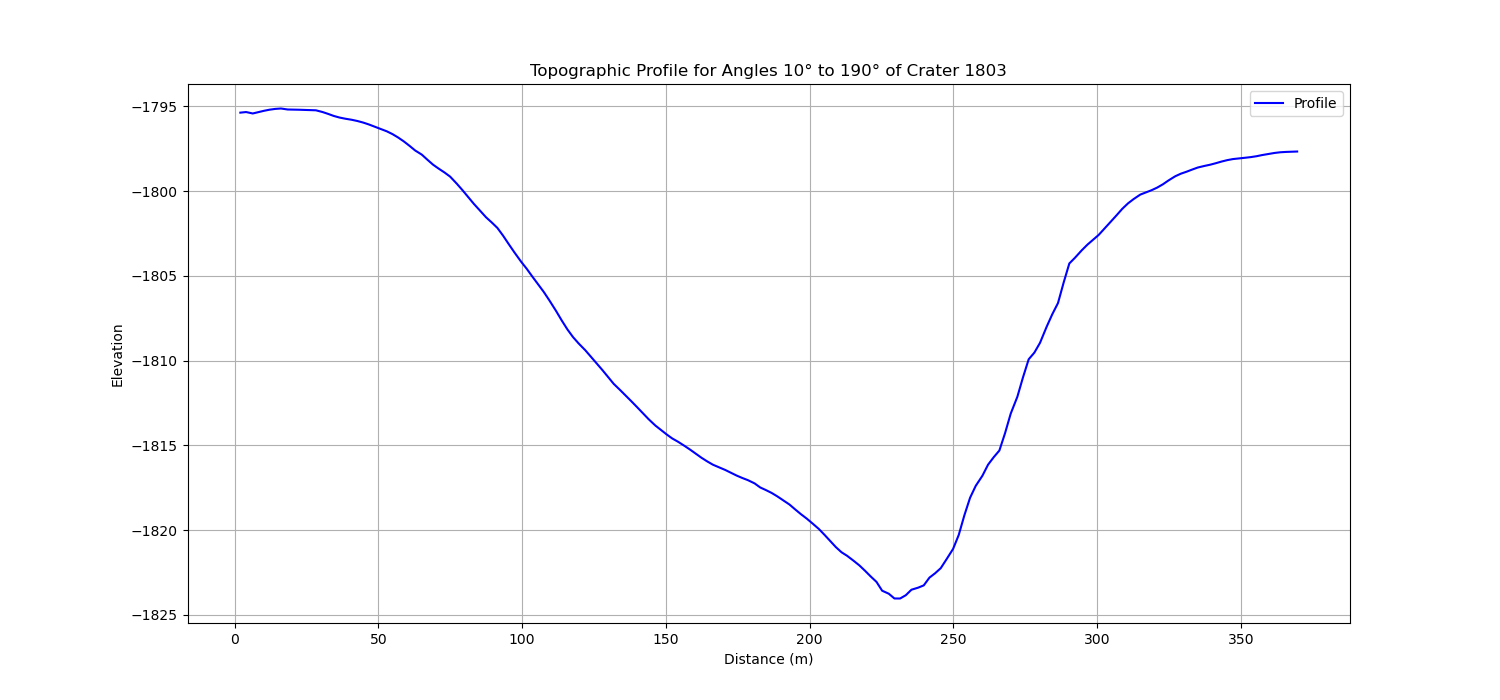 Topographic Profile for Angles 10° to 190° of Crater 1803
Profile
−1795
−1800
−1805
−1810
−1815
−1820
−1825
Elevation
0 50 100 150 200 250 300 350
Distance (m)